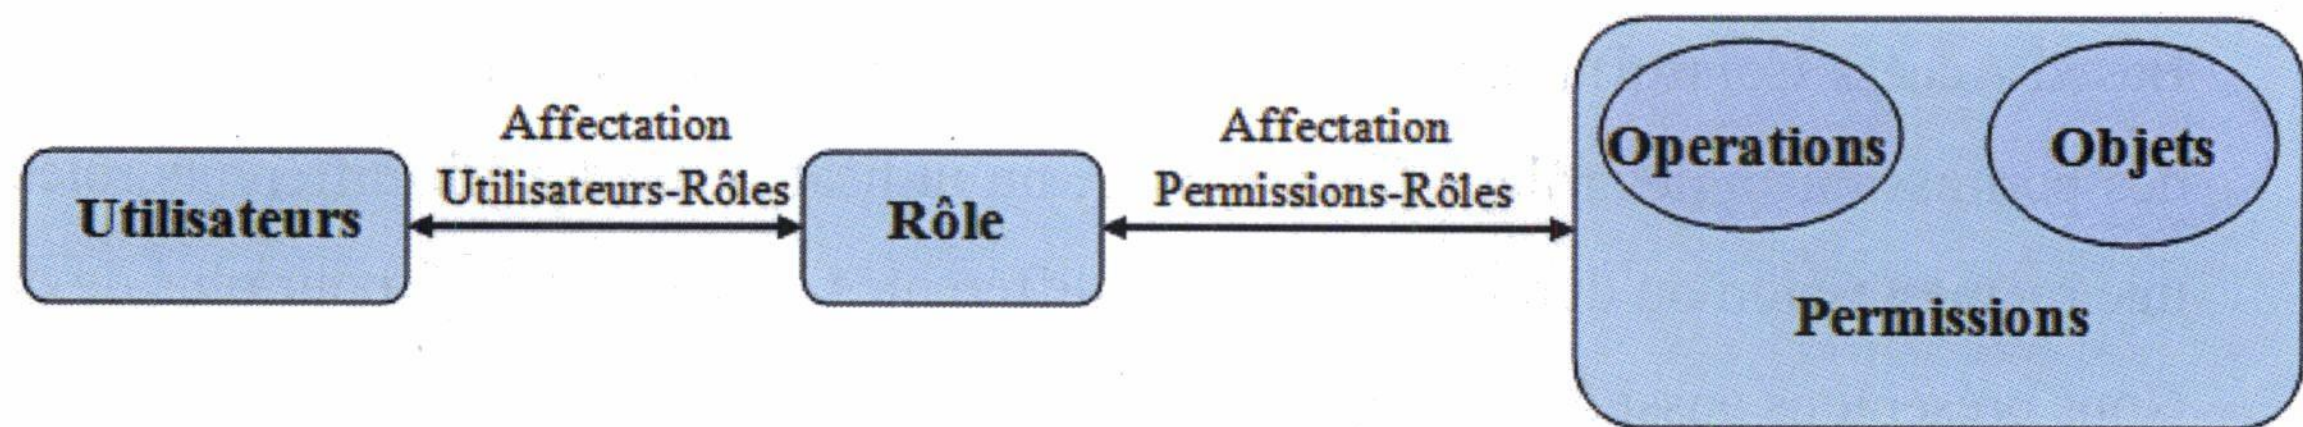 Utilisateurs
Affectation
Utilisateurs-Rôles
Rôle
Affectation
Permissions-Rôles
Operations
Objets
Permissions